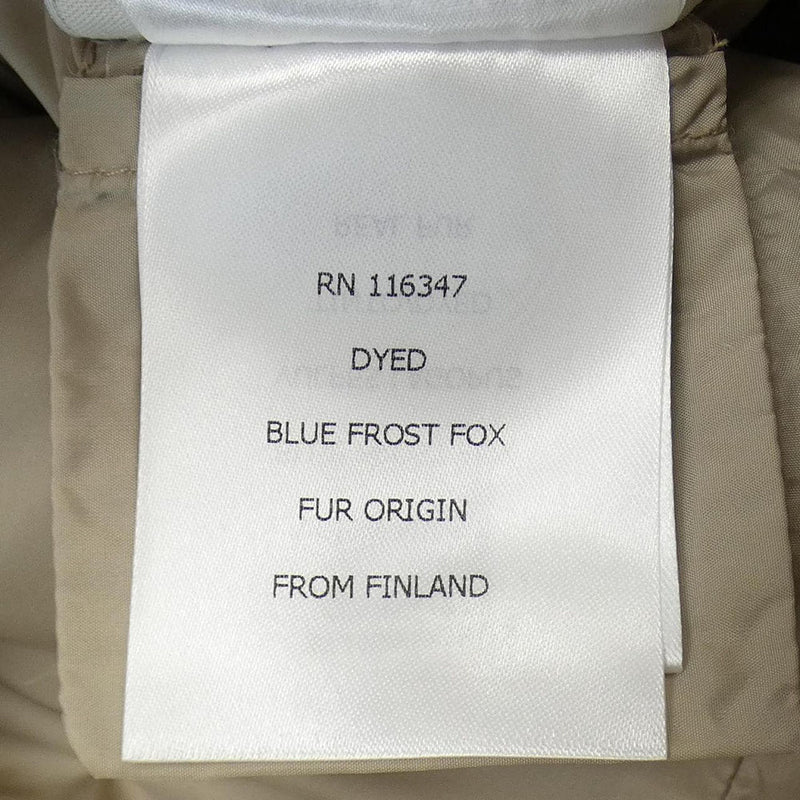 RN 116347
DYED
BLUE FROST FOX
FUR ORIGIN
FROM FINLAND